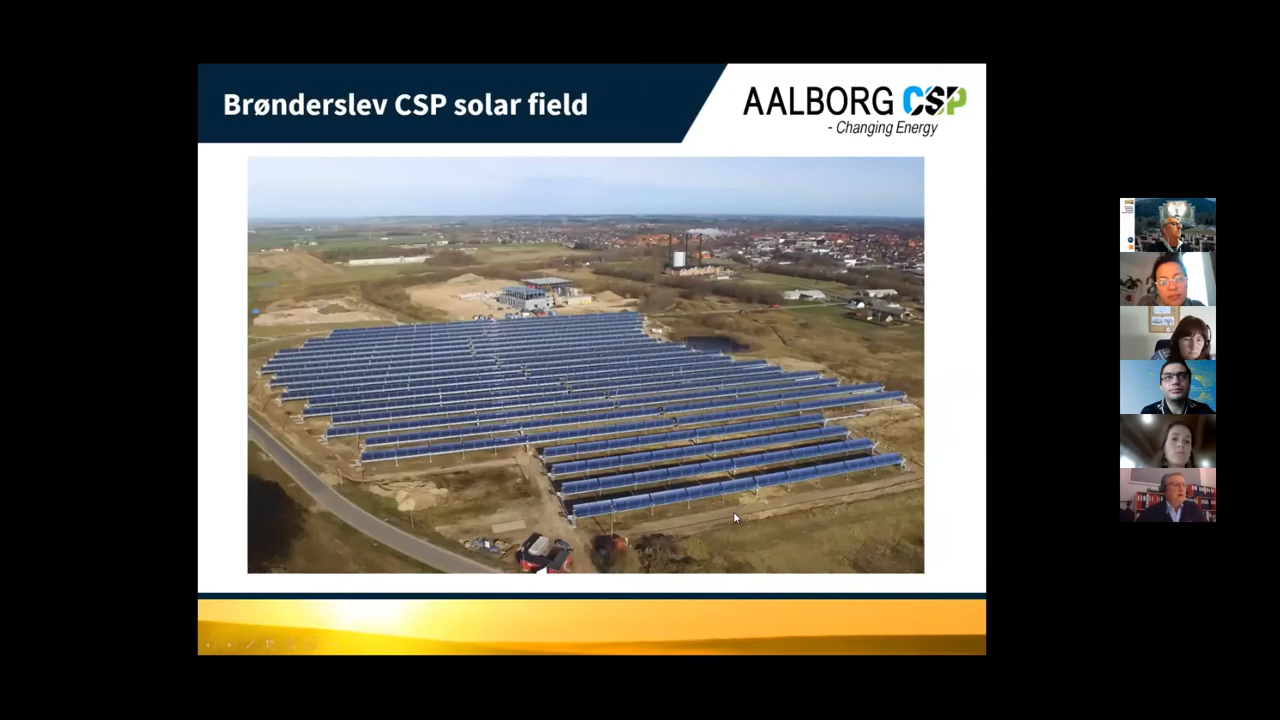 Brønderslev CSP solar field
AALBORG CSP
- Changing Energy